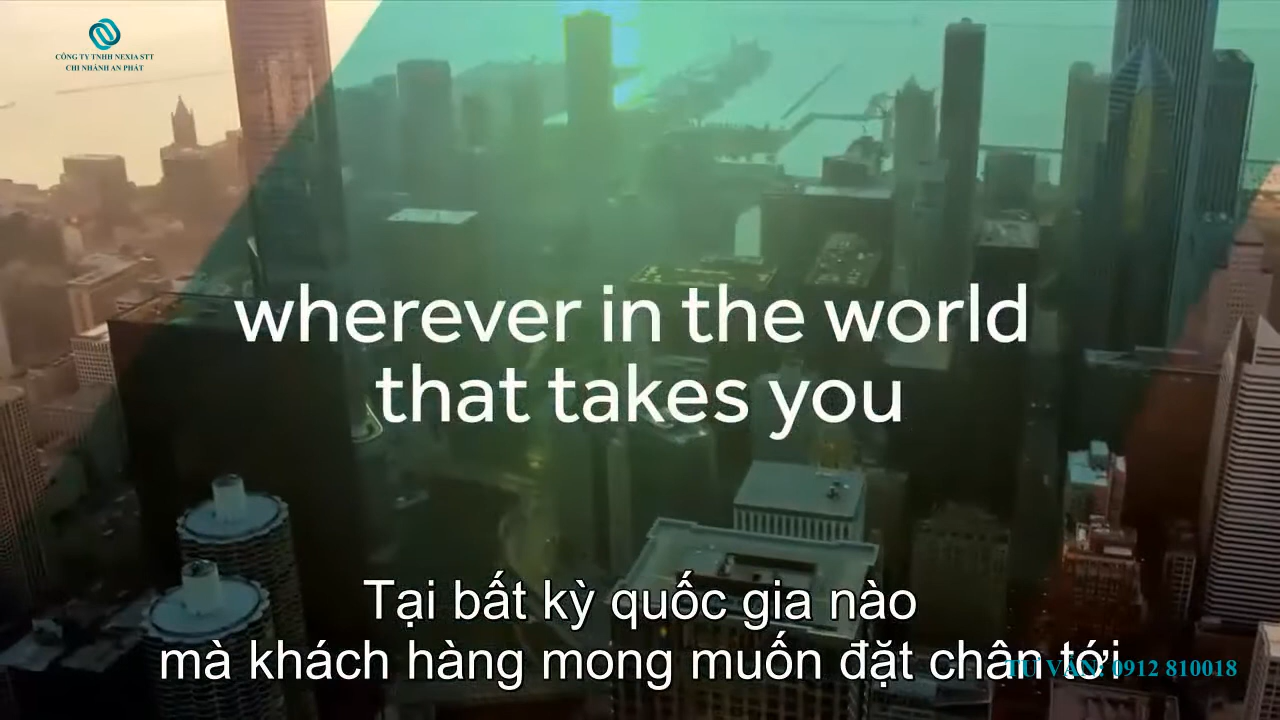 CÔNG TY TNHH NEXIA STT
CHI NHÁNH AN PHÁT
wherever in the world
that takes you
Tại bất kỳ quốc gia nào
mà khách hàng mong muốn đặt chân tới
TƯ VẤN: 0912 810018